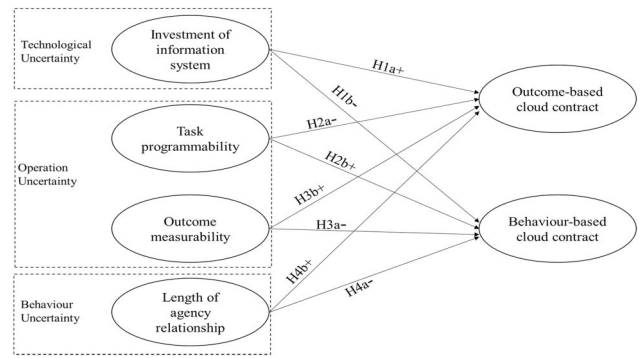 Technological
Uncertainty
Investment of
information
system
Operation
Uncertainty
Task
programmability
Outcome
measurability
Behaviour
Uncertainty
Length of
agency
relationship
H1a+
H1b−
H2a−
H2b+
H3b+
H3a−
H4b+
H4a−
Outcome-based
cloud contract
Behaviour-based
cloud contract